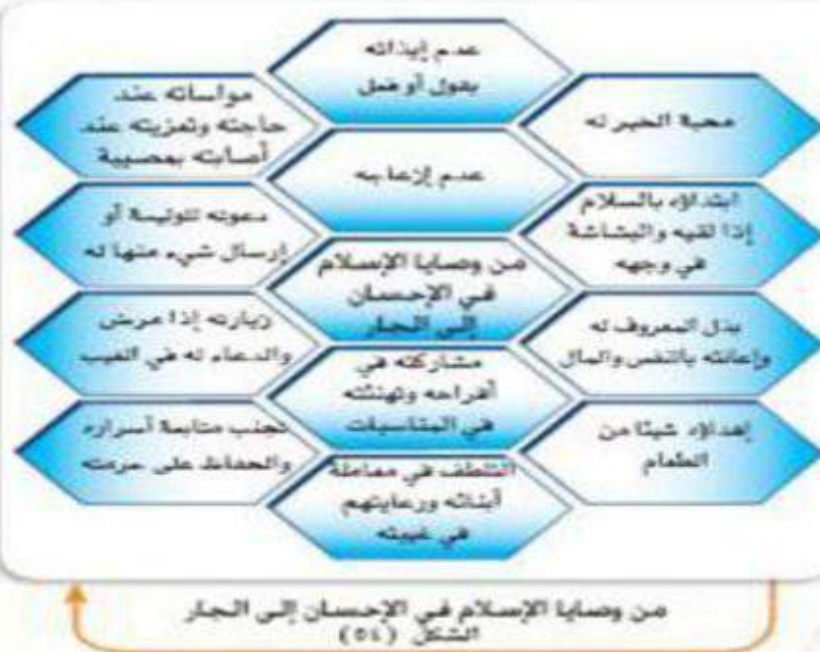 عدم إيذائه
بقول أو فعل
محبة الخير له
مواساته عند
حاجته وتعزيته عند
أصابته بمصيبة
عدم إزعاجه
ابتداؤه بالسلام
إذا لقيه والبشاشة
في وجهه
دعوته للوليمة أو
إرسال شيء منها له
من وصايا الإسلام
في الإحسان
إلى الجار
بذل المعروف له
وإعانته بالنفس والمال
زيارته إذا مرض
والدعاء له في الغيب
مشاركته في
أفراحه وتهنئته
في المناسبات
إهداؤه شيئا من
الطعام
تجنب متابعة أسراره
والحفاظ على حرمته
التلطف في معاملة
أبنائه ورعايتهم
في غيبته
من وصايا الإسلام في الإحسان إلى الجار
الشكل